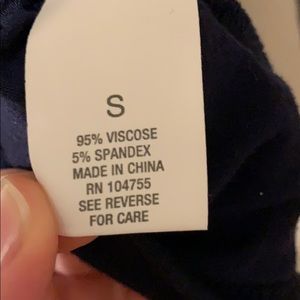 S
95% VISCOSE
5% SPANDEX
MADE IN CHINA
RN 104755
SEE REVERSE
FOR CARE